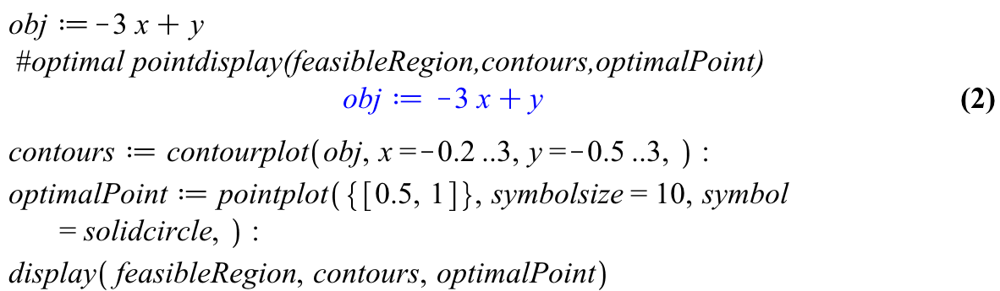 obj := -3 x + y
#optimal pointdisplay(feasibleRegion,contours,optimalPoint)
obj := -3 x + y (2)
contours := contourplot(obj, x=-0.2 ..3, y=-0.5 ..3, ) :
optimalPoint := pointplot({[0.5, 1]}, symbolsize = 10, symbol
= solidcircle, ) :
display(feasibleRegion, contours, optimalPoint)